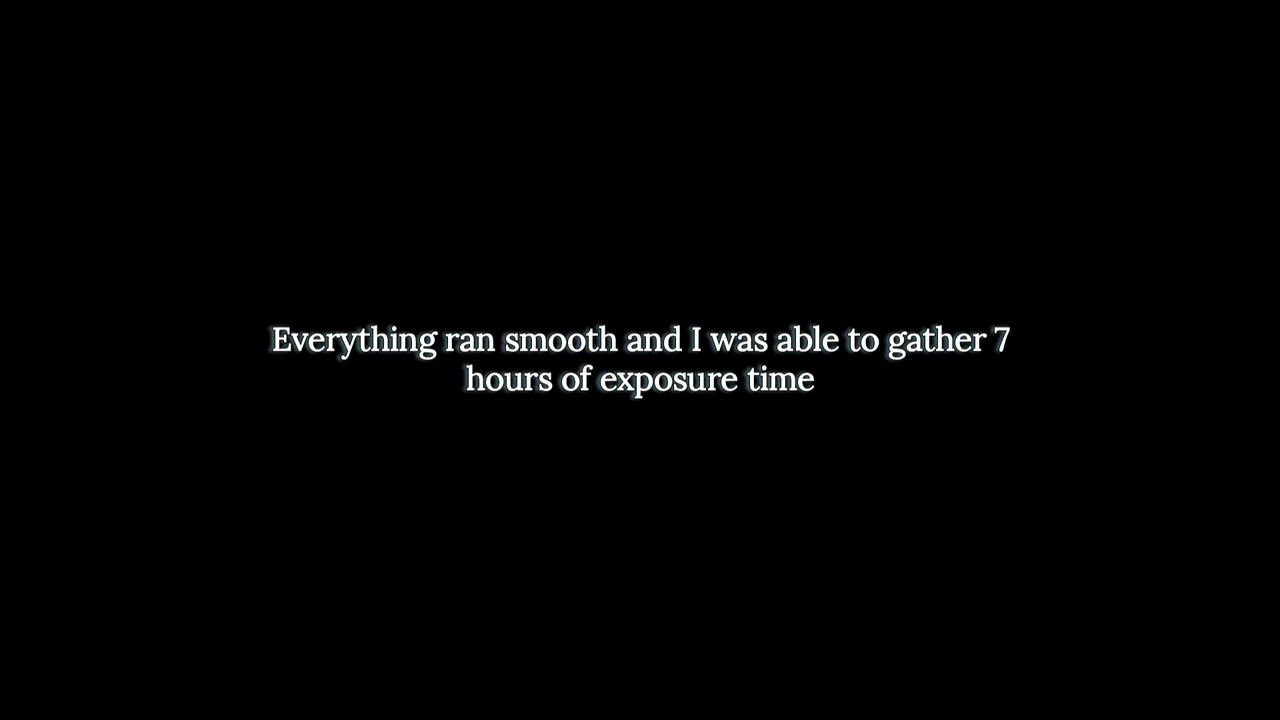 Everything ran smooth and I was able to gather 7
hours of exposure time